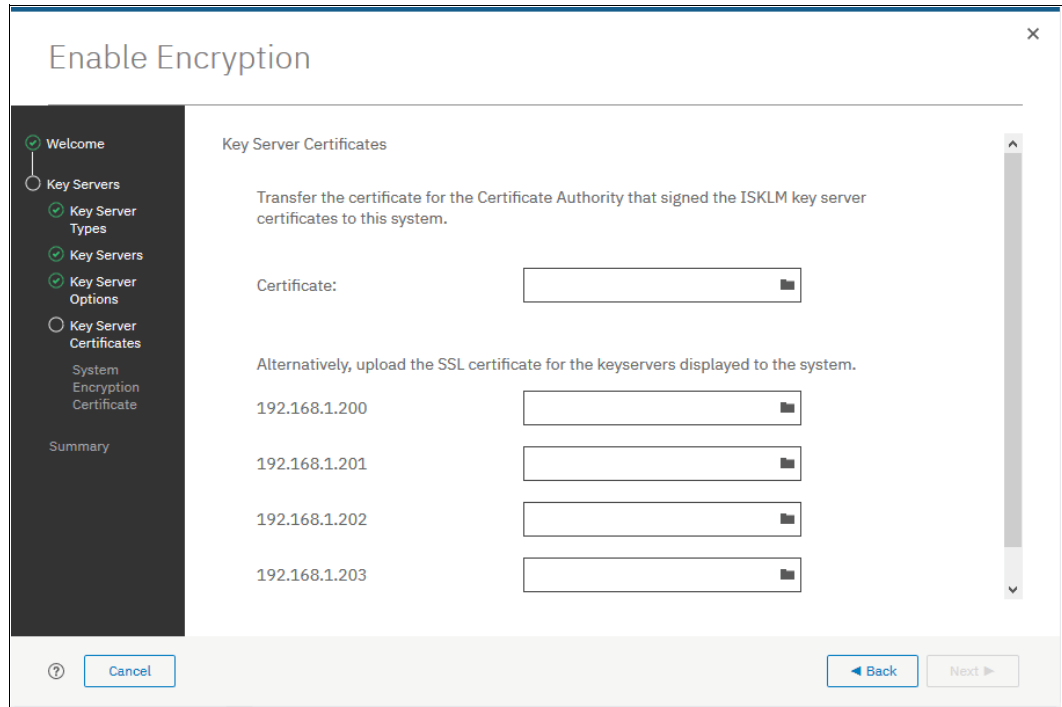 Enable Encryption
Welcome
Key Servers
Key Server
Types
Key Servers
Key Server
Options
Key Server
Certificates
System
Encryption
Certificate
Summary
Key Server Certificates
Transfer the certificate for the Certificate Authority that signed the ISKLM key server
certificates to this system.
Certificate:
Alternatively, upload the SSL certificate for the keyservers displayed to the system.
192.168.1.200
192.168.1.201
192.168.1.202
192.168.1.203
? Cancel
Back
Next